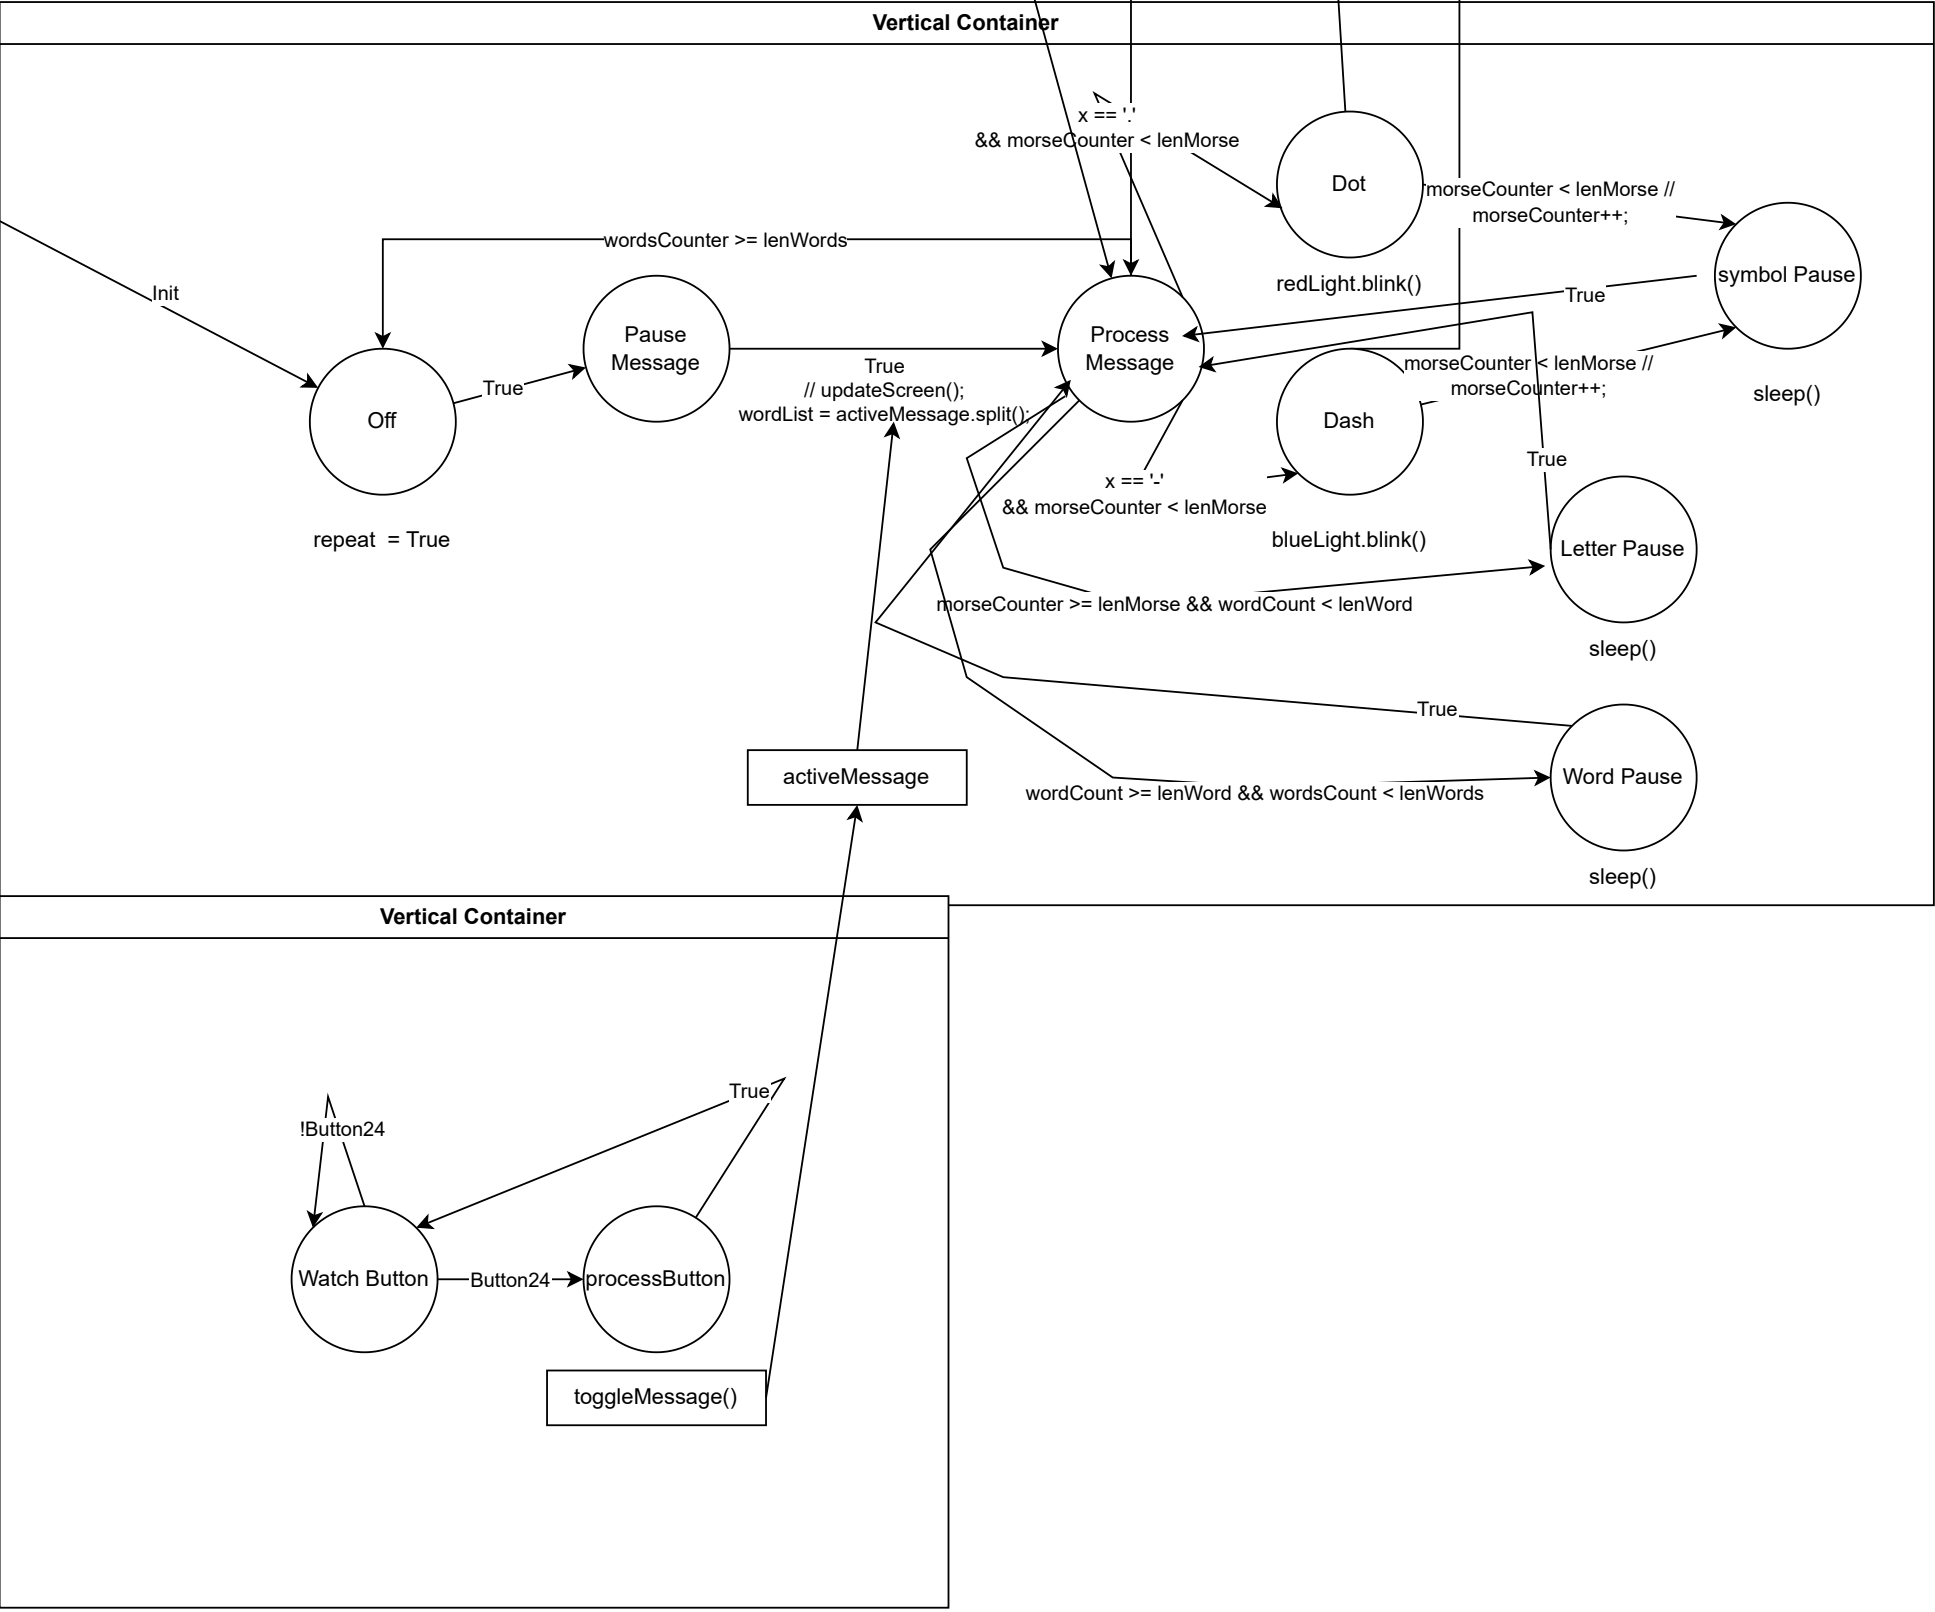 Vertical Container
x == '.'
&& morseCounter < lenMorse
Dot
morseCounter < lenMorse //
morseCounter++;
wordsCounter >= lenWords
symbol Pause
redLight.blink()
Init
True
Pause
Message
Process
Message
True
// updateScreen();
wordList = activeMessage.split();
morseCounter < lenMorse //
morseCounter++;
True
sleep()
Off
Dash
True
x == '-'
&& morseCounter < lenMorse
repeat = True
blueLight.blink()
Letter Pause
morseCounter >= lenMorse && wordCount < lenWord
sleep()
True
activeMessage
Word Pause
wordCount >= lenWord && wordsCount < lenWords
sleep()
Vertical Container
True
!Button24
Watch Button
Button24
processButton
toggleMessage()